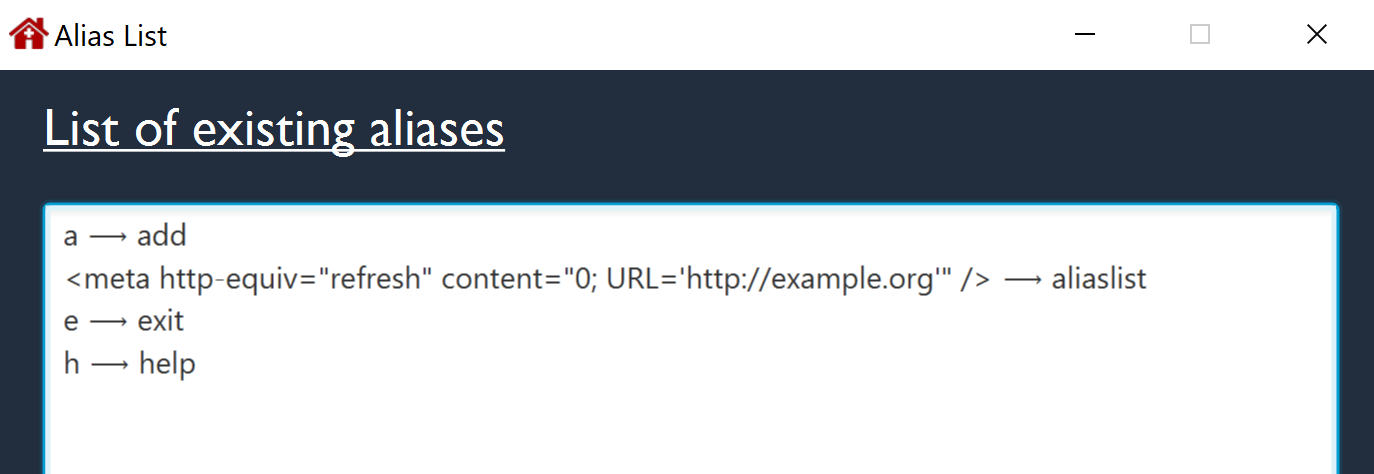 Alias List
List of existing aliases
a ⟶ add
<meta http-equiv="refresh" content="0; URL='http://example.org'" /> ⟶ aliaslist
e ⟶ exit
h ⟶ help